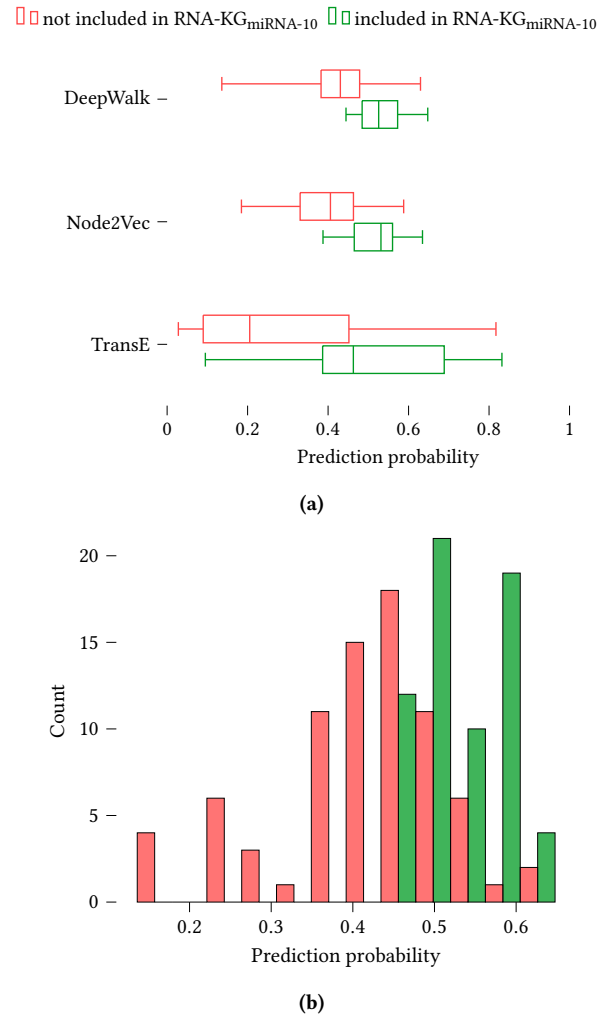 not included in RNA-KGmiRNA-10 included in RNA-KGmiRNA-10
DeepWalk
Node2Vec
TransE
0 0.2 0.4 0.6 0.8 1
Prediction probability
(a)
20
15
10
5
0
Count
0.2 0.3 0.4 0.5 0.6
Prediction probability
(b)